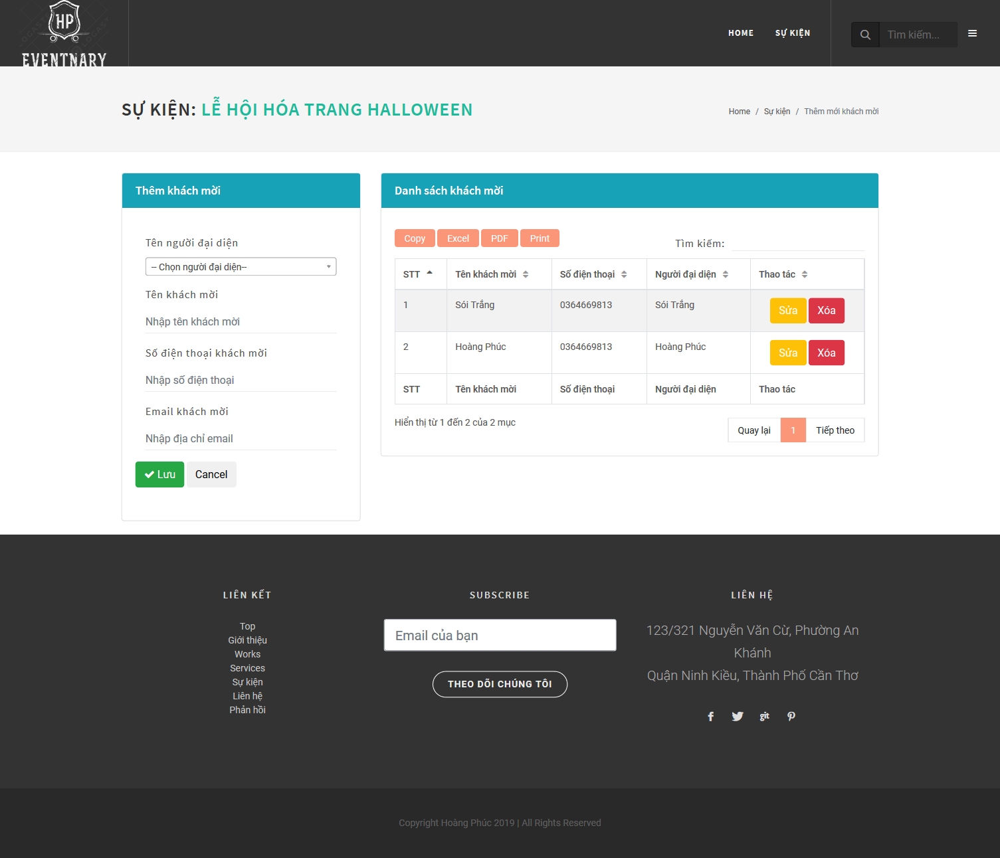 HP
EVENTNARY
HOME
SỰ KIỆN
Tìm kiếm...
SỰ KIỆN: LỄ HỘI HÓA TRANG HALLOWEEN
Home / Sự kiện / Thêm mới khách mời
Thêm khách mời
Tên người đại diện
-- Chọn người đại diện--
Tên khách mời
Nhập tên khách mời
Số điện thoại khách mời
Nhập số điện thoại
Email khách mời
Nhập địa chỉ email
Lưu
Cancel
Danh sách khách mời
Copy Excel PDF Print
Tìm kiếm:
STT Tên khách mời Số điện thoại Người đại diện Thao tác
1 Sói Trắng 0364669813 Sói Trắng Sửa Xóa
2 Hoàng Phúc 0364669813 Hoàng Phúc Sửa Xóa
STT Tên khách mời Số điện thoại Người đại diện Thao tác
Hiển thị từ 1 đến 2 của 2 mục
Quay lại 1 Tiếp theo
LIÊN KẾT
Top
Giới thiệu
Works
Services
Sự kiện
Liên hệ
Phản hồi
SUBSCRIBE
Email của bạn
THEO DÕI CHÚNG TÔI
LIÊN HỆ
123/321 Nguyễn Văn Cừ, Phường An
Khánh
Quận Ninh Kiều, Thành Phố Cần Thơ
git
Copyright Hoàng Phúc 2019 | All Rights Reserved